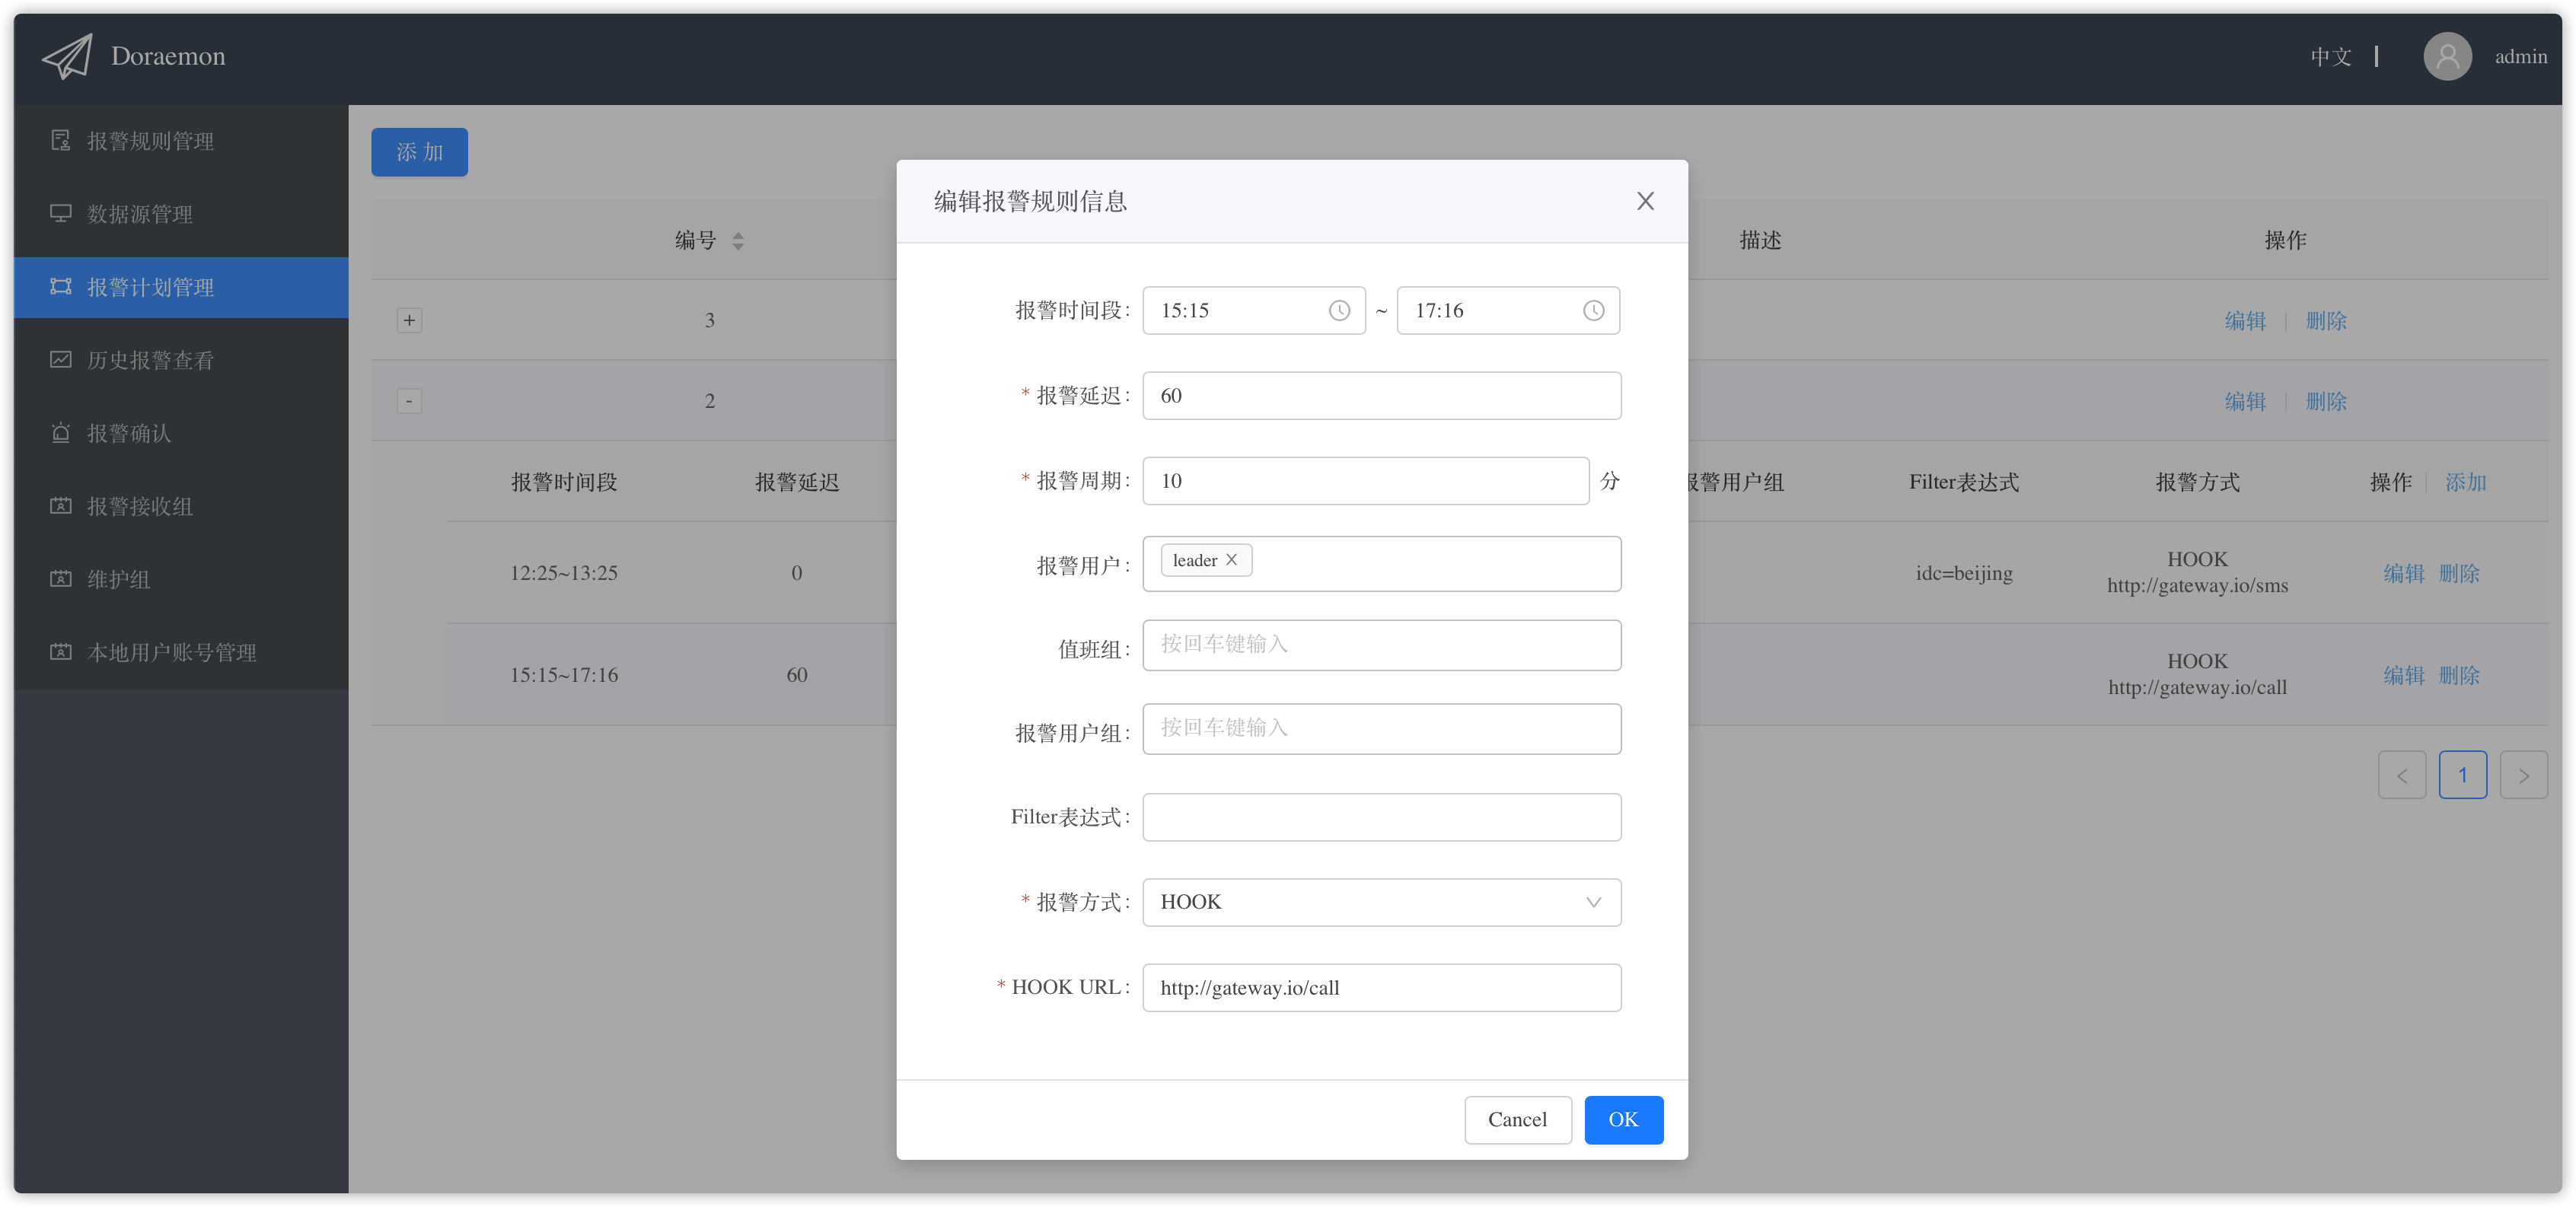 Doraemon
中文
admin
报警规则管理
数据源管理
报警计划管理
历史报警查看
报警确认
报警接收组
维护组
本地用户账号管理
添 加
编号 描述 操作
+ 3 编辑 删除
- 2 编辑 删除
报警时间段 报警延迟 报警用户组 Filter表达式 报警方式 操作 添加
12:25~13:25 0 idc=beijing HOOK
http://gateway.io/sms 编辑 删除
15:15~17:16 60 HOOK
http://gateway.io/call 编辑 删除
< 1 >
编辑报警规则信息
报警时间段: 15:15 ~ 17:16
* 报警延迟: 60
* 报警周期: 10 分
报警用户: leader
值班组: 按回车键输入
报警用户组: 按回车键输入
Filter表达式:
* 报警方式: HOOK
* HOOK URL: http://gateway.io/call
Cancel OK